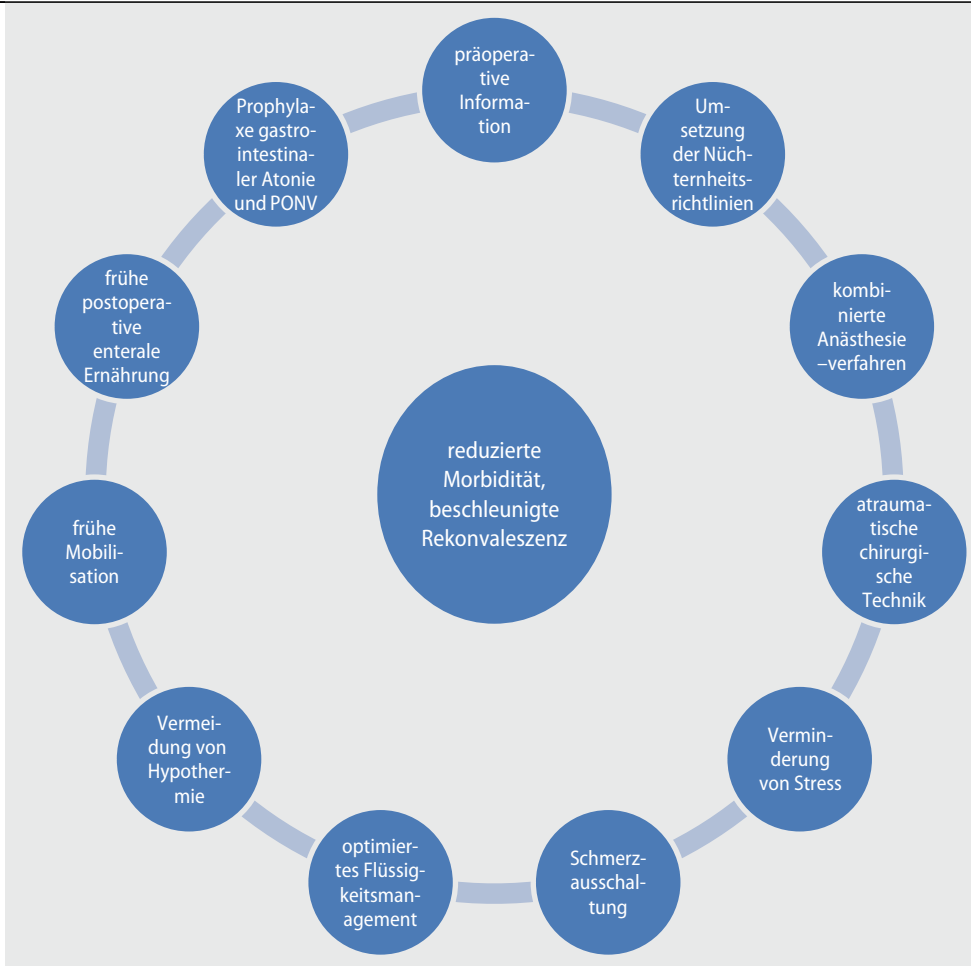 präopera-
tive
Informa-
tion
Um-
setzung
der Nüch-
ternheits-
richtlinien
kombi-
nierte
Anästhesie
–verfahren
atrauma-
tische
chirurgi-
sche
Technik
Vermin-
derung
von Stress
Schmerz-
ausschal-
tung
optimier-
tes Flüssig-
keitsman-
agement
Vermei-
dung von
Hypother-
mie
frühe
Mobili-
sation
frühe
postopera-
tive
enterale
Ernährung
Prophyla-
xe gastro-
intestina-
ler Atonie
und PONV
reduzierte
Morbidität,
beschleunigte
Rekonvaleszenz